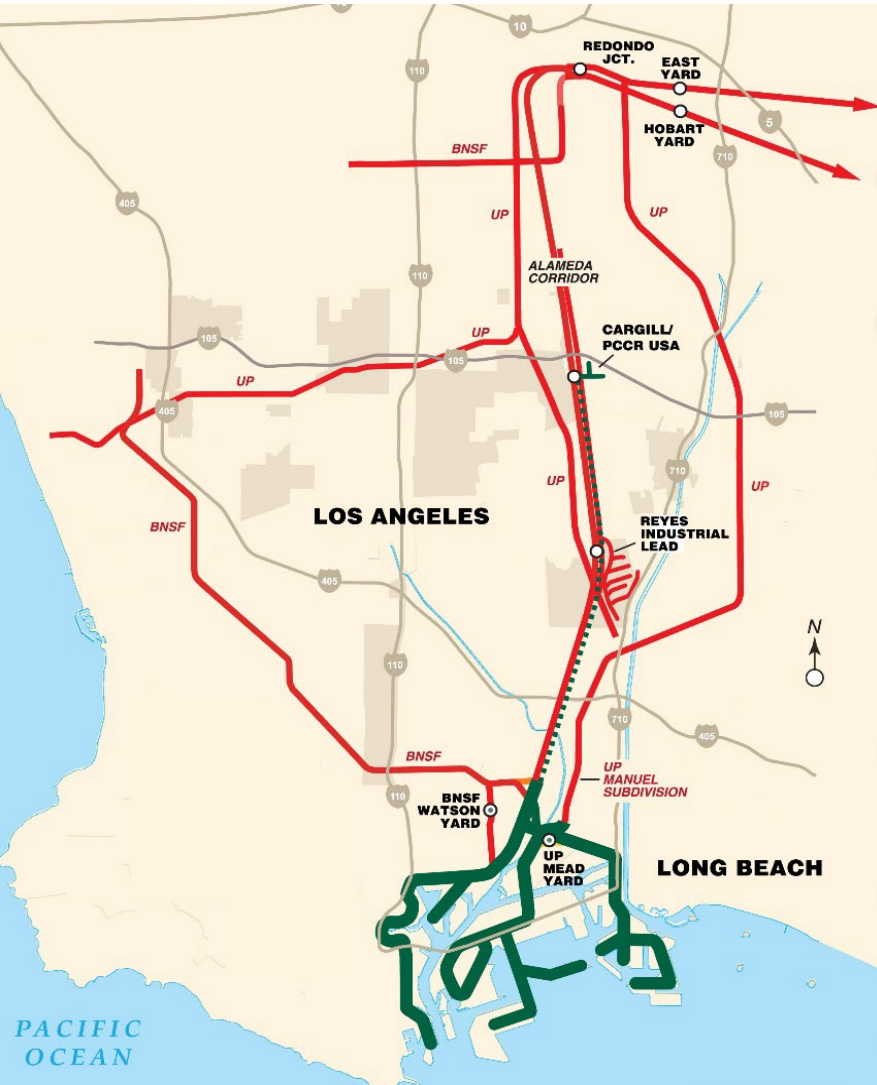 10
10
110
REDONDO
JCT.
EAST
YARD
HOBART
YARD
5
BNSF
710
405
UP
UP
110
ALAMEDA
CORRIDOR
CARGILL/
PCCR USA
UP
105
105
UP
405
105
710
UP
UP
LOS ANGELES
BNSF
REYES
INDUSTRIAL
LEAD
405
N
110
710
405
BNSF
UP
MANUEL
SUBDIVISION
110
BNSF
WATSON
YARD
UP
MEAD
YARD
LONG BEACH
PACIFIC
OCEAN